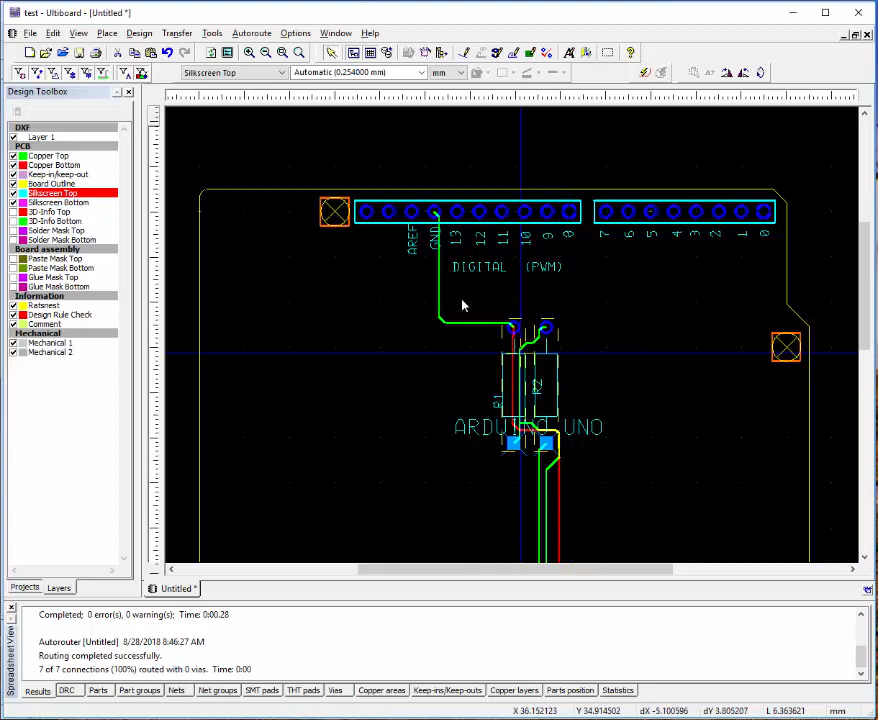 test - Ultiboard - [Untitled *]
File Edit View Place Design Transfer Tools Autoroute Options Window Help
Silkscreen Top Automatic (0.254000 mm) mm
Design Toolbox
DXF
Layer 1
PCB
Copper Top
Copper Bottom
Keep-in/keep-out
Board Outline
Silkscreen Top
Silkscreen Bottom
3D-Info Top
3D-Info Bottom
Solder Mask Top
Solder Mask Bottom
Board assembly
Paste Mask Top
Paste Mask Bottom
Glue Mask Top
Glue Mask Bottom
Information
Ratsnest
Design Rule Check
Comment
Mechanical
Mechanical 1
Mechanical 2
Projects Layers
AREF GND 13 12 11 10 9 8 7 6 5 4 3 2 1 0
DIGITAL (PWM)
R1 R2
ARDUINO UNO
Untitled *
Completed; 0 error(s), 0 warning(s); Time: 0:00.28
Autorouter [Untitled] 8/28/2018 8:46:27 AM
Routing completed successfully.
7 of 7 connections (100%) routed with 0 vias. Time: 0:00
Spreadsheet View
Results DRC Parts Part groups Nets Net groups SMT pads THT pads Vias Copper areas Keep-ins/Keep-outs Copper layers Parts position Statistics
X 36.152123 Y 34.914502 dX -5.100596 dY 3.805207 L 6.363621